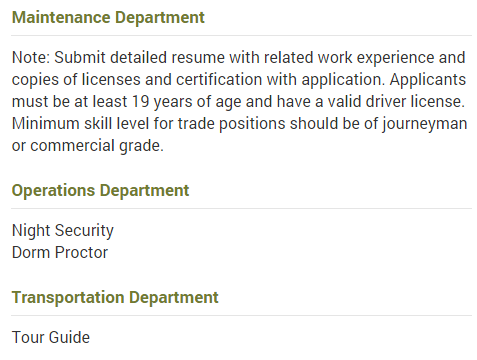 Maintenance Department
Note: Submit detailed resume with related work experience and
copies of licenses and certification with application. Applicants
must be at least 19 years of age and have a valid driver license.
Minimum skill level for trade positions should be of journeyman
or commercial grade.
Operations Department
Night Security
Dorm Proctor
Transportation Department
Tour Guide